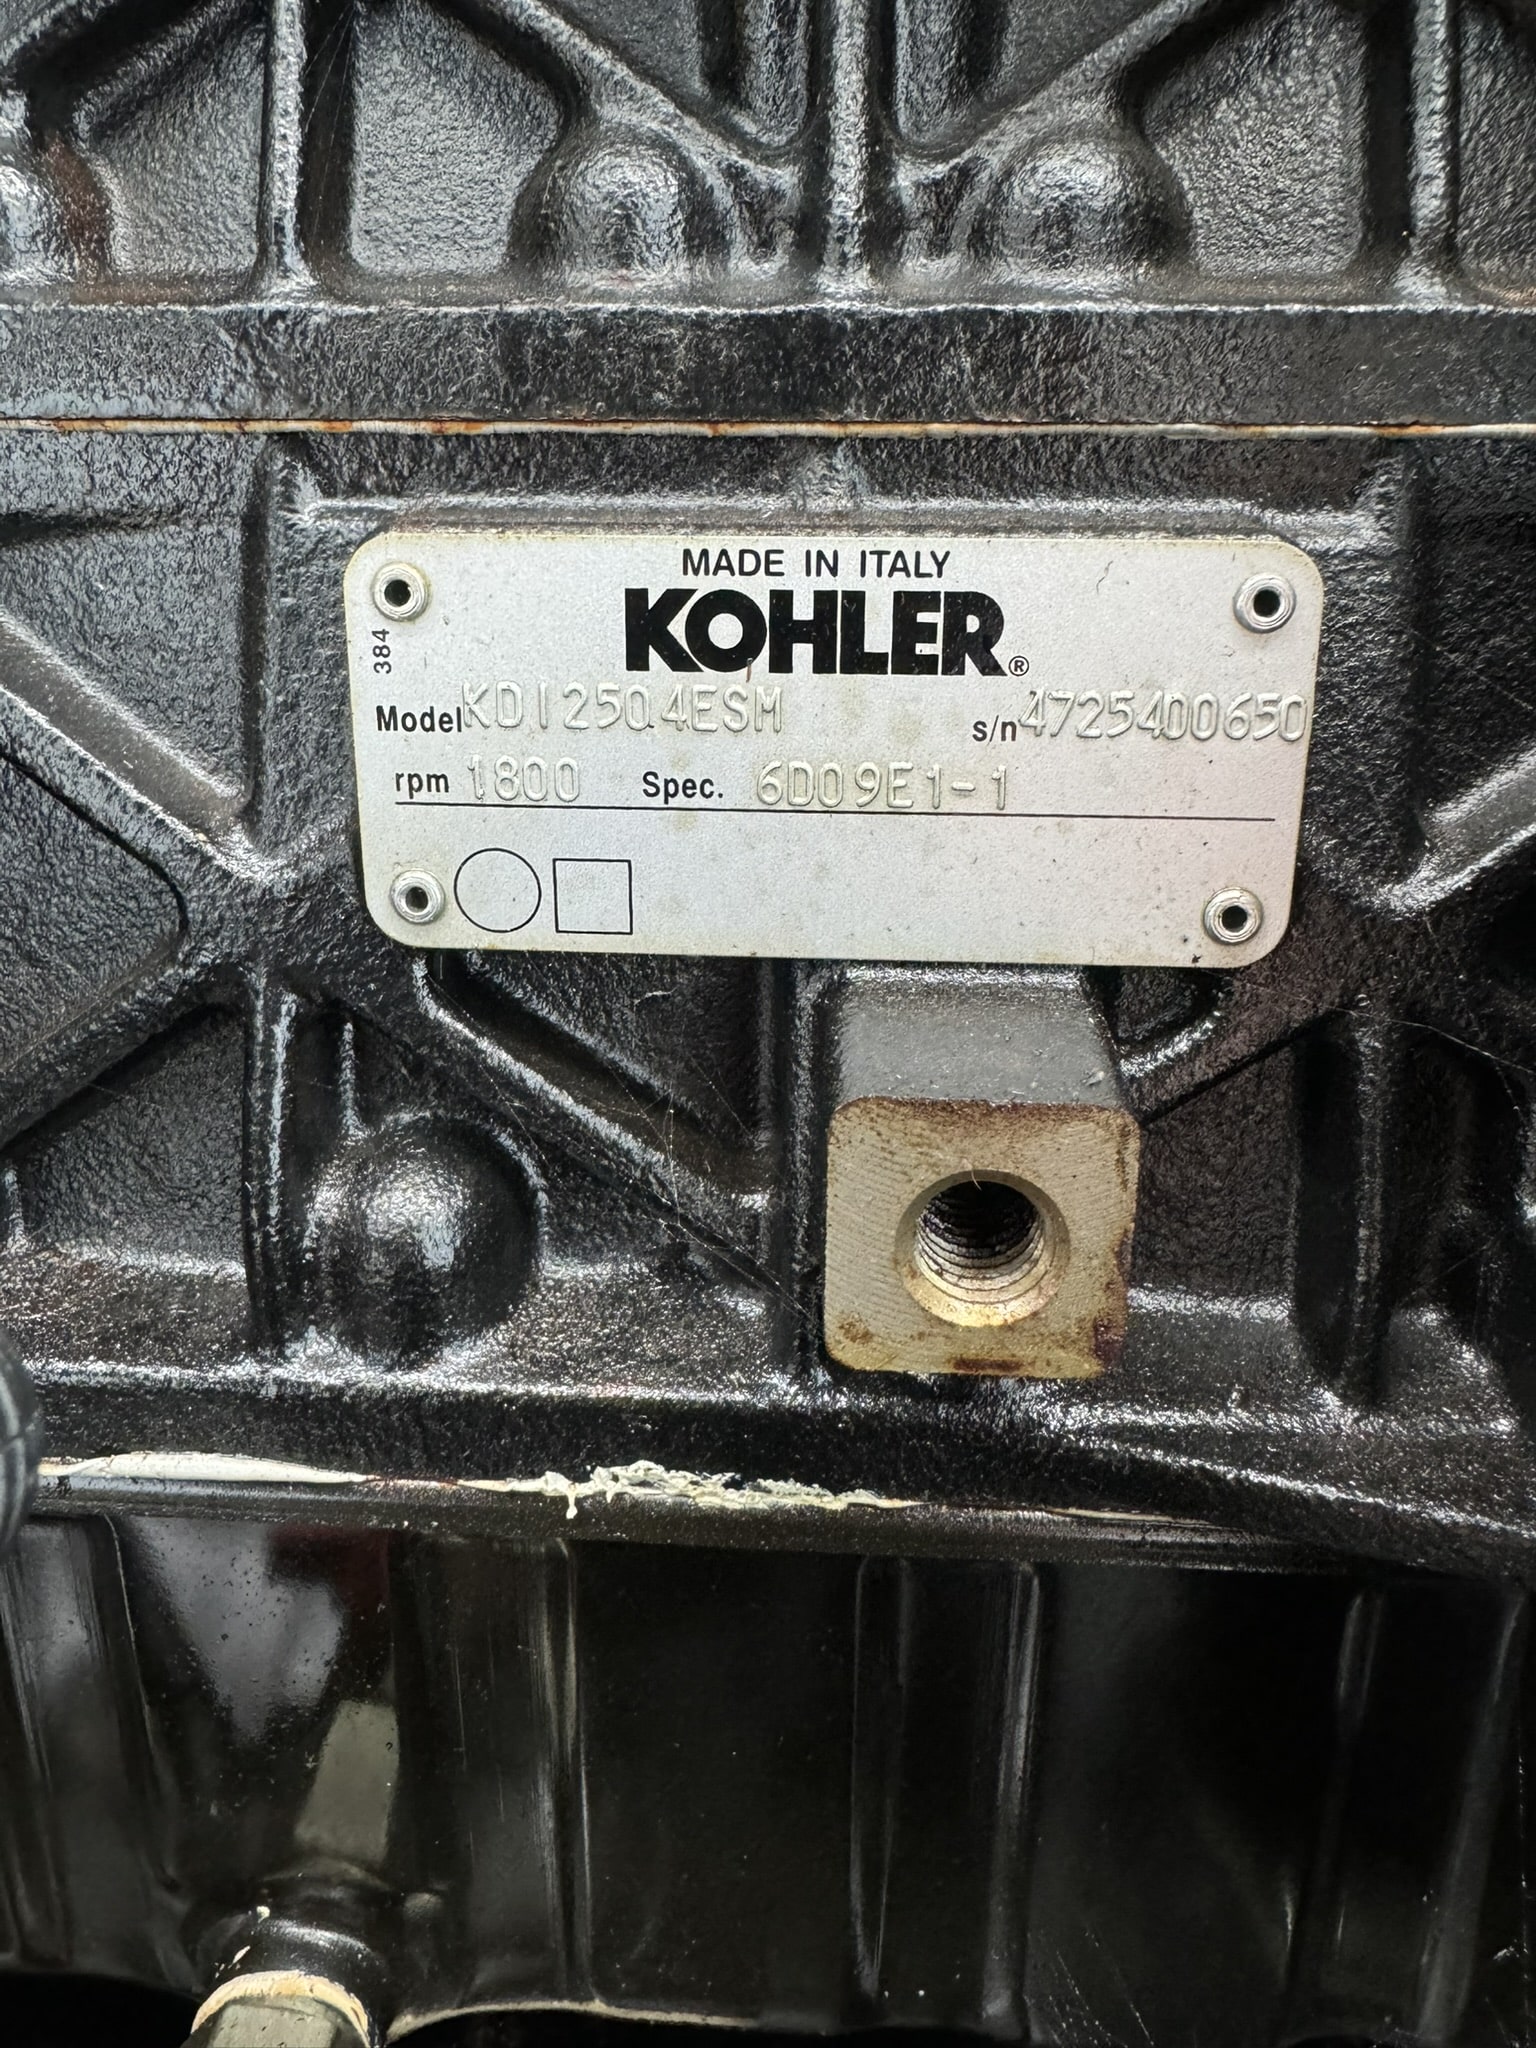 MADE IN ITALY
KOHLER®
384
Model KDI2504ESM s/n 4725400650
rpm 1800 Spec. 6D09E1-1